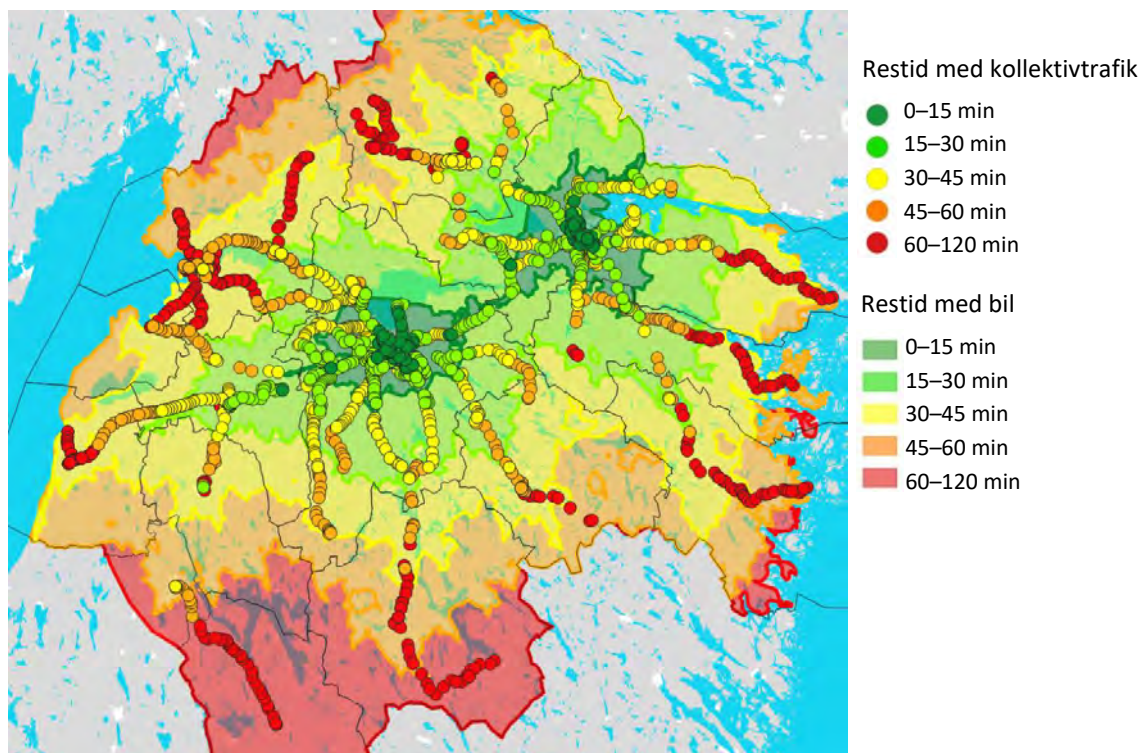 Restid med kollektivtrafik
0–15 min
15–30 min
30–45 min
45–60 min
60–120 min
Restid med bil
0–15 min
15–30 min
30–45 min
45–60 min
60–120 min